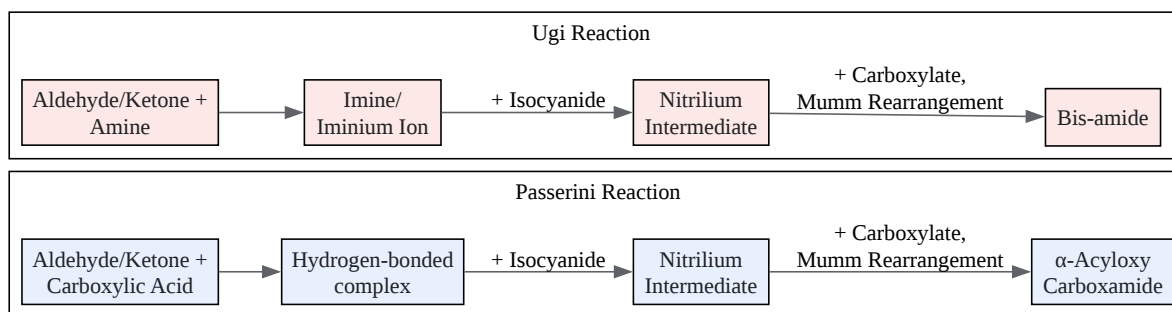 Ugi Reaction
Aldehyde/Ketone +
Amine
Imine/
Iminium Ion
+ Isocyanide
Nitrilium
Intermediate
+ Carboxylate,
Mumm Rearrangement
Bis-amide
Passerini Reaction
Aldehyde/Ketone +
Carboxylic Acid
Hydrogen-bonded
complex
+ Isocyanide
Nitrilium
Intermediate
+ Carboxylate,
Mumm Rearrangement
α-Acyloxy
Carboxamide